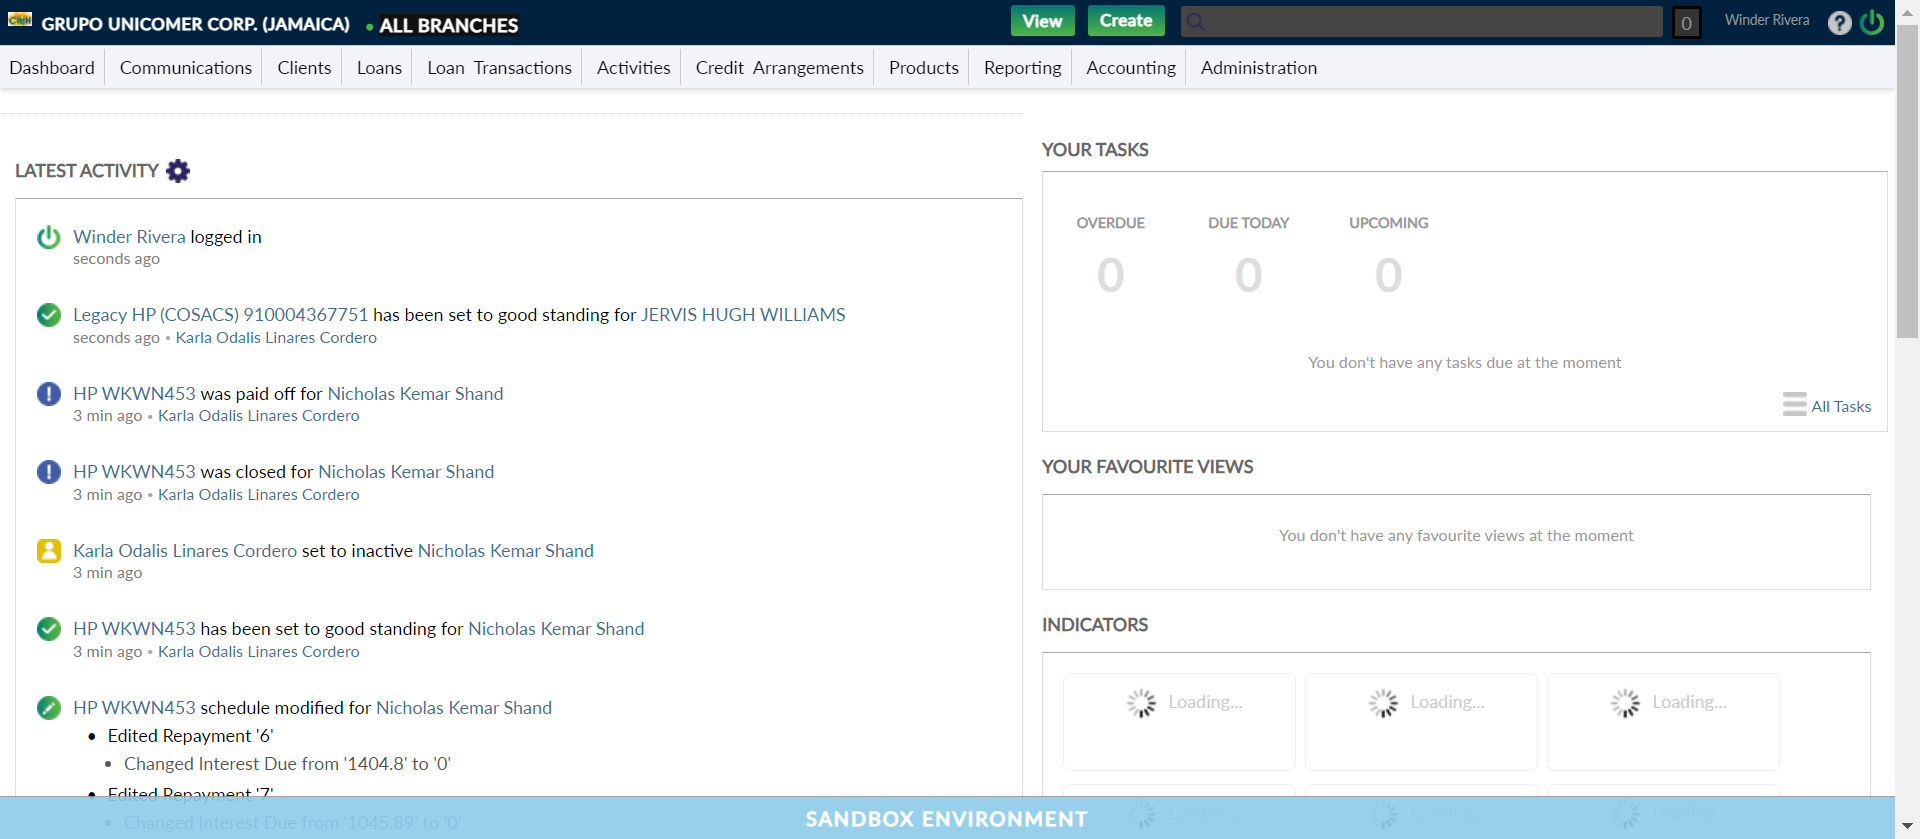 GRUPO UNICOMER CORP. (JAMAICA) • ALL BRANCHES View Create 0 Winder Rivera ?
Dashboard Communications Clients Loans Loan Transactions Activities Credit Arrangements Products Reporting Accounting Administration
LATEST ACTIVITY
Winder Rivera logged in
seconds ago
Legacy HP (COSACS) 910004367751 has been set to good standing for JERVIS HUGH WILLIAMS
seconds ago • Karla Odalis Linares Cordero
HP WKWN453 was paid off for Nicholas Kemar Shand
3 min ago • Karla Odalis Linares Cordero
HP WKWN453 was closed for Nicholas Kemar Shand
3 min ago • Karla Odalis Linares Cordero
Karla Odalis Linares Cordero set to inactive Nicholas Kemar Shand
3 min ago
HP WKWN453 has been set to good standing for Nicholas Kemar Shand
3 min ago • Karla Odalis Linares Cordero
HP WKWN453 schedule modified for Nicholas Kemar Shand
• Edited Repayment '6'
• Changed Interest Due from '1404.8' to '0'
• Edited Repayment '7'
• Changed Interest Due from '1045.89' to '0'
YOUR TASKS
OVERDUE DUE TODAY UPCOMING
0 0 0
You don't have any tasks due at the moment
All Tasks
YOUR FAVOURITE VIEWS
You don't have any favourite views at the moment
INDICATORS
Loading... Loading... Loading...
Loading... Loading... Loading...
SANDBOX ENVIRONMENT